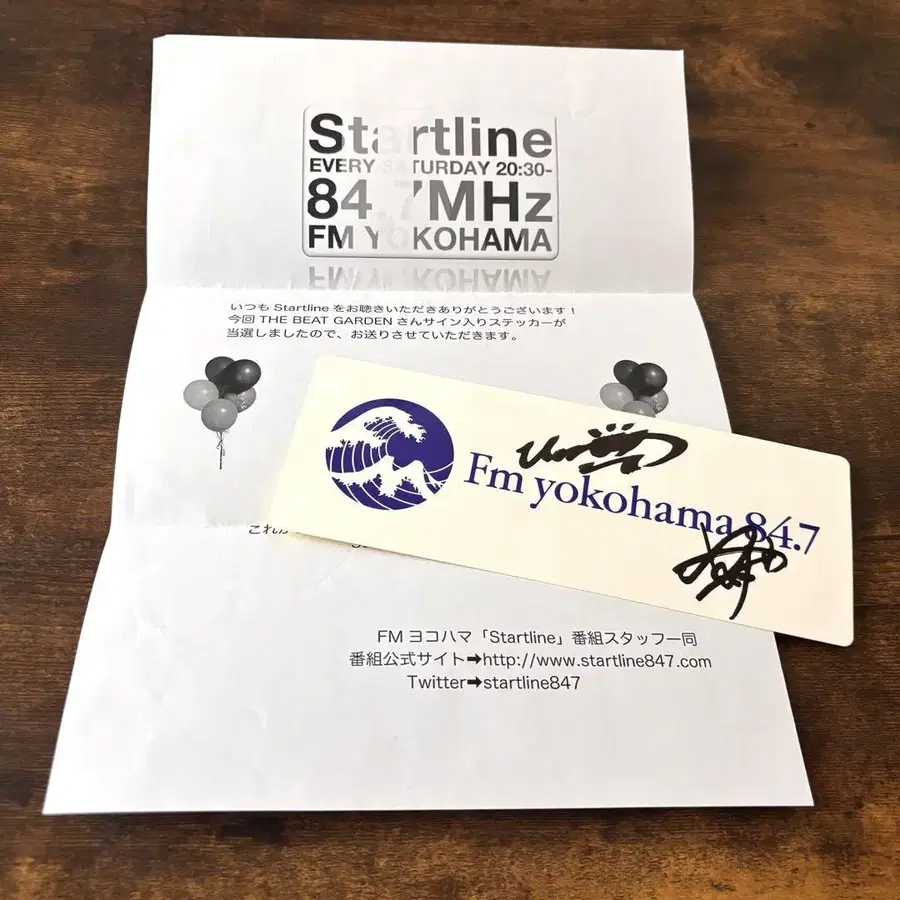 Startline
EVERY SATURDAY 20:30-
84.7MHz
FM YOKOHAMA
いつも Startline をお聴きいただきありがとうございます！
今回 THE BEAT GARDEN さんサイン入りステッカーが
当選しましたので、お送りさせていただきます。
Fm yokohama 84.7
これか
FM ヨコハマ「Startline」番組スタッフ一同
番組公式サイト➡http://www.startline847.com
Twitter➡startline847